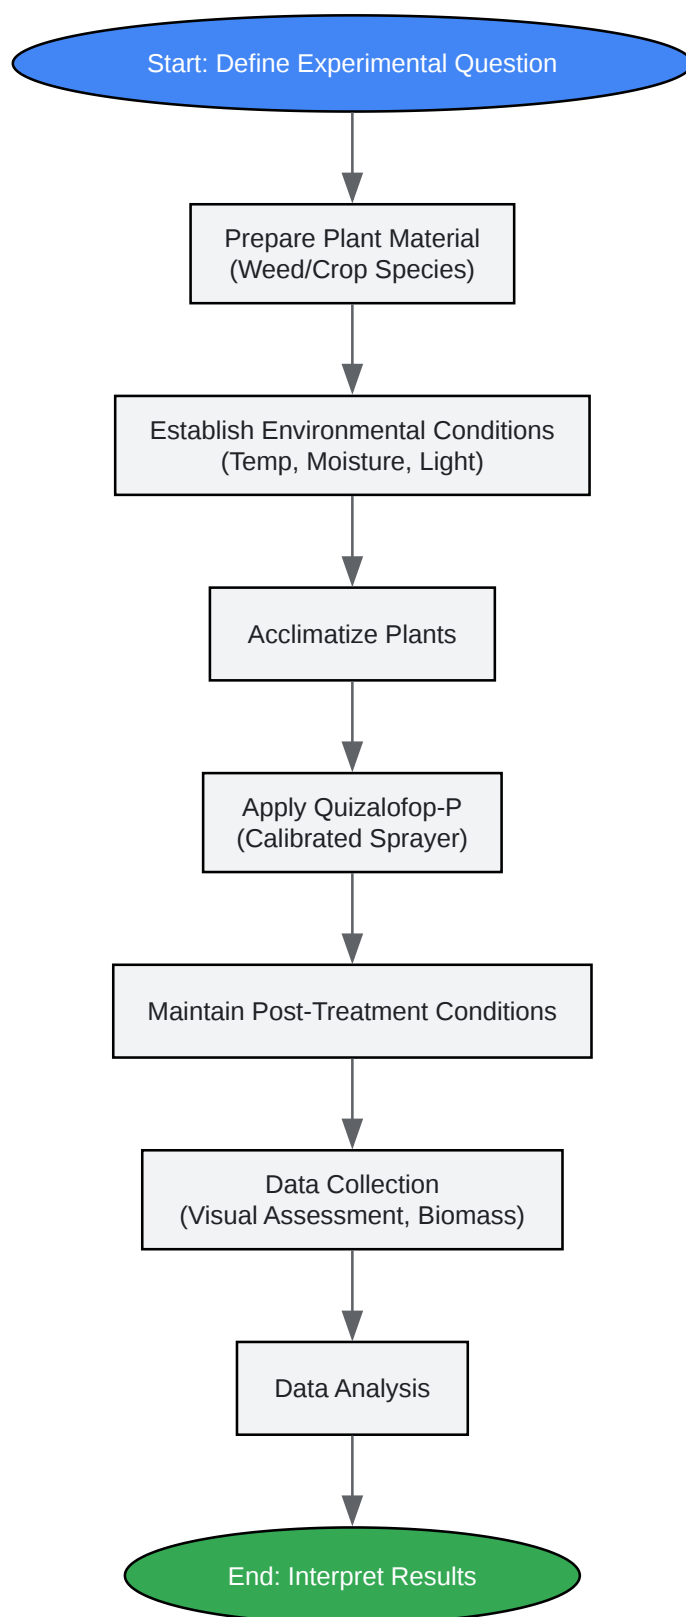 Start: Define Experimental Question
Prepare Plant Material
(Weed/Crop Species)
Establish Environmental Conditions
(Temp, Moisture, Light)
Acclimatize Plants
Apply Quizalofop-P
(Calibrated Sprayer)
Maintain Post-Treatment Conditions
Data Collection
(Visual Assessment, Biomass)
Data Analysis
End: Interpret Results